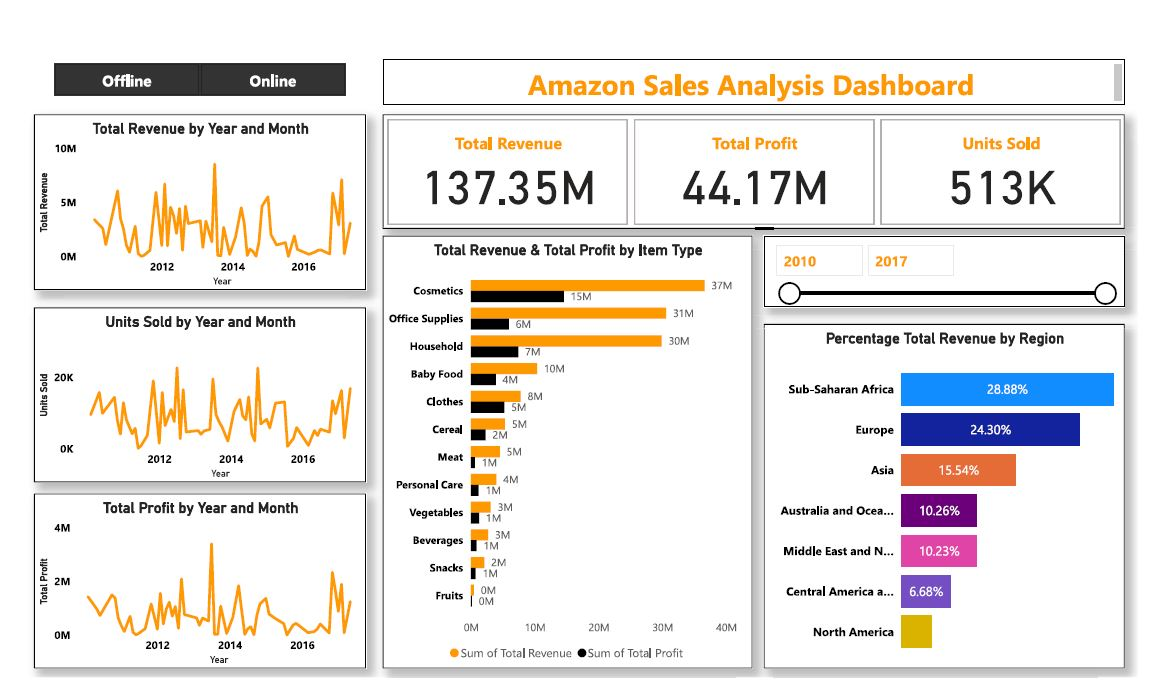 Offline
Online
Amazon Sales Analysis Dashboard
Total Revenue by Year and Month
10M
5M
0M
Total Revenue
2012
2014
2016
Year
Total Revenue
137.35M
Total Profit
44.17M
Units Sold
513K
Units Sold by Year and Month
20K
0K
Units Sold
2012
2014
2016
Year
Total Profit by Year and Month
4M
2M
0M
Total Profit
2012
2014
2016
Year
Total Revenue & Total Profit by Item Type
Cosmetics
37M
15M
Office Supplies
31M
6M
Household
30M
7M
Baby Food
10M
4M
Clothes
8M
5M
Cereal
5M
2M
Meat
5M
1M
Personal Care
4M
1M
Vegetables
3M
1M
Beverages
3M
1M
Snacks
2M
1M
Fruits
0M
0M
0M
10M
20M
30M
40M
Sum of Total Revenue
Sum of Total Profit
2010
2017
Percentage Total Revenue by Region
Sub-Saharan Africa
28.88%
Europe
24.30%
Asia
15.54%
Australia and Ocea...
10.26%
Middle East and N...
10.23%
Central America a...
6.68%
North America